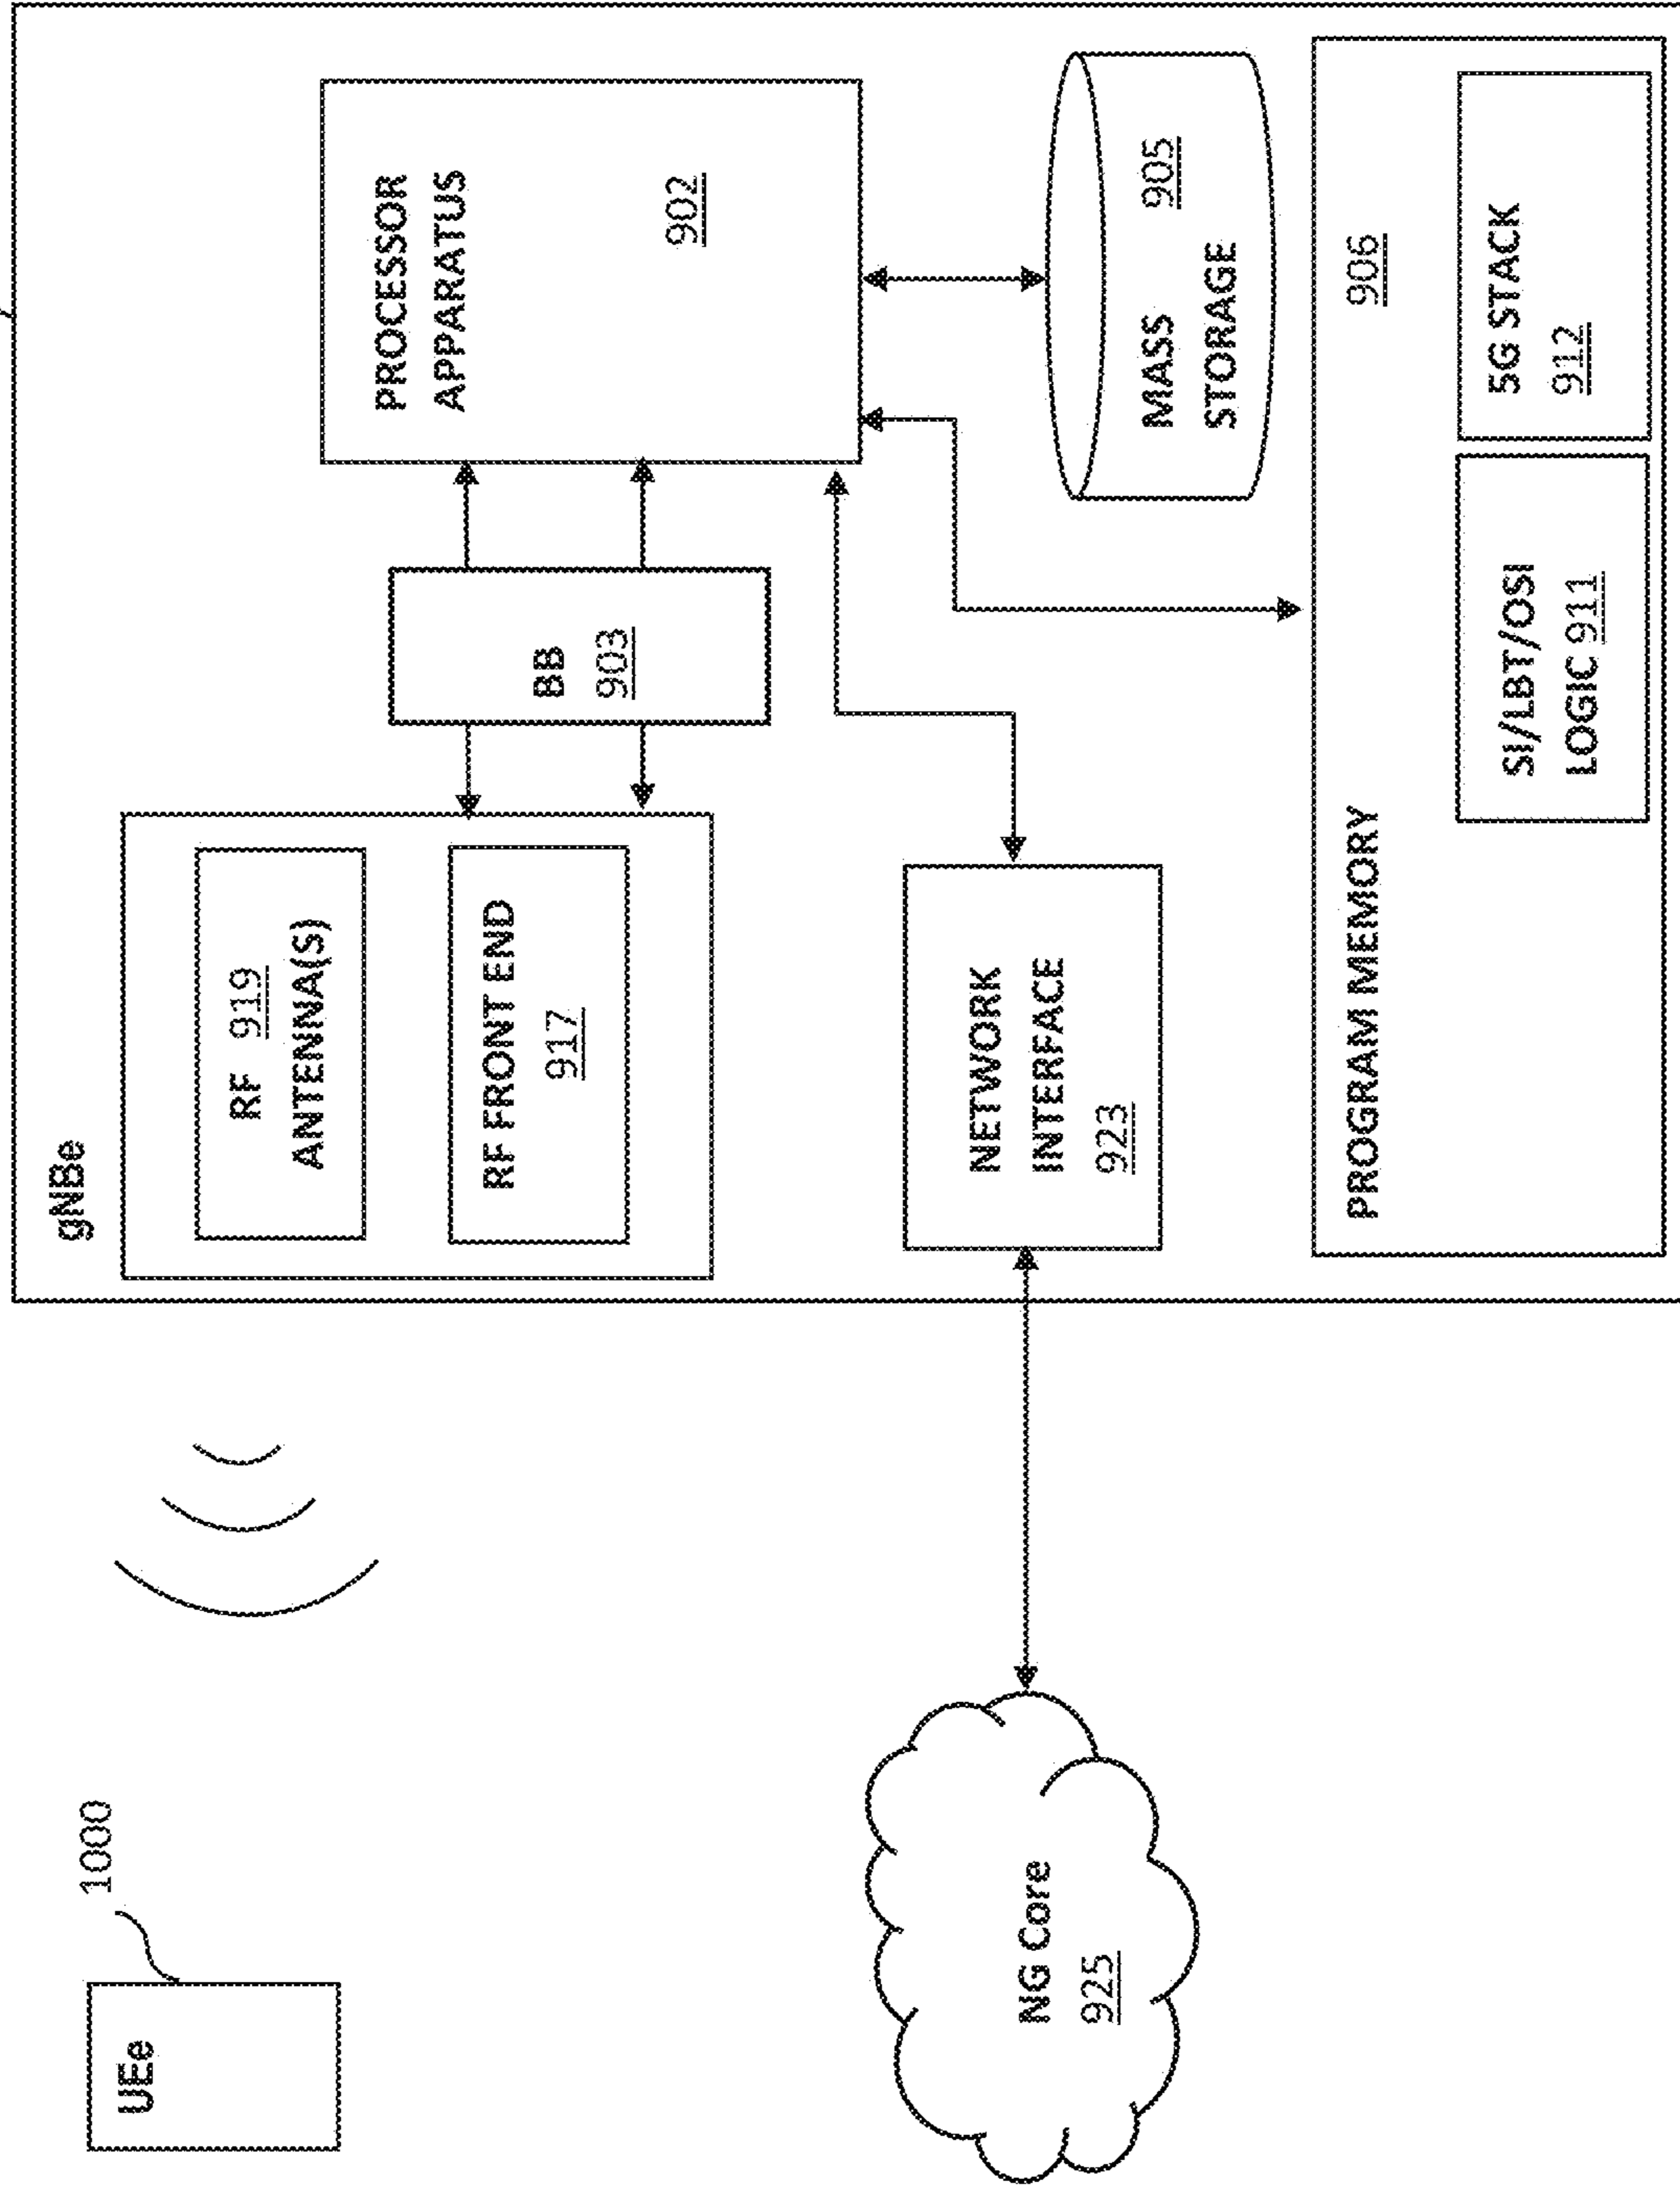 UEe
1000
gNBe
RF 919
ANTENNA(S)
RF FRONT END
917
BB
903
PROCESSOR
APPARATUS
902
NG Core
925
NETWORK
INTERFACE
923
MASS 905
STORAGE
PROGRAM MEMORY 906
SI/LBT/OSI
LOGIC 911
5G STACK
912